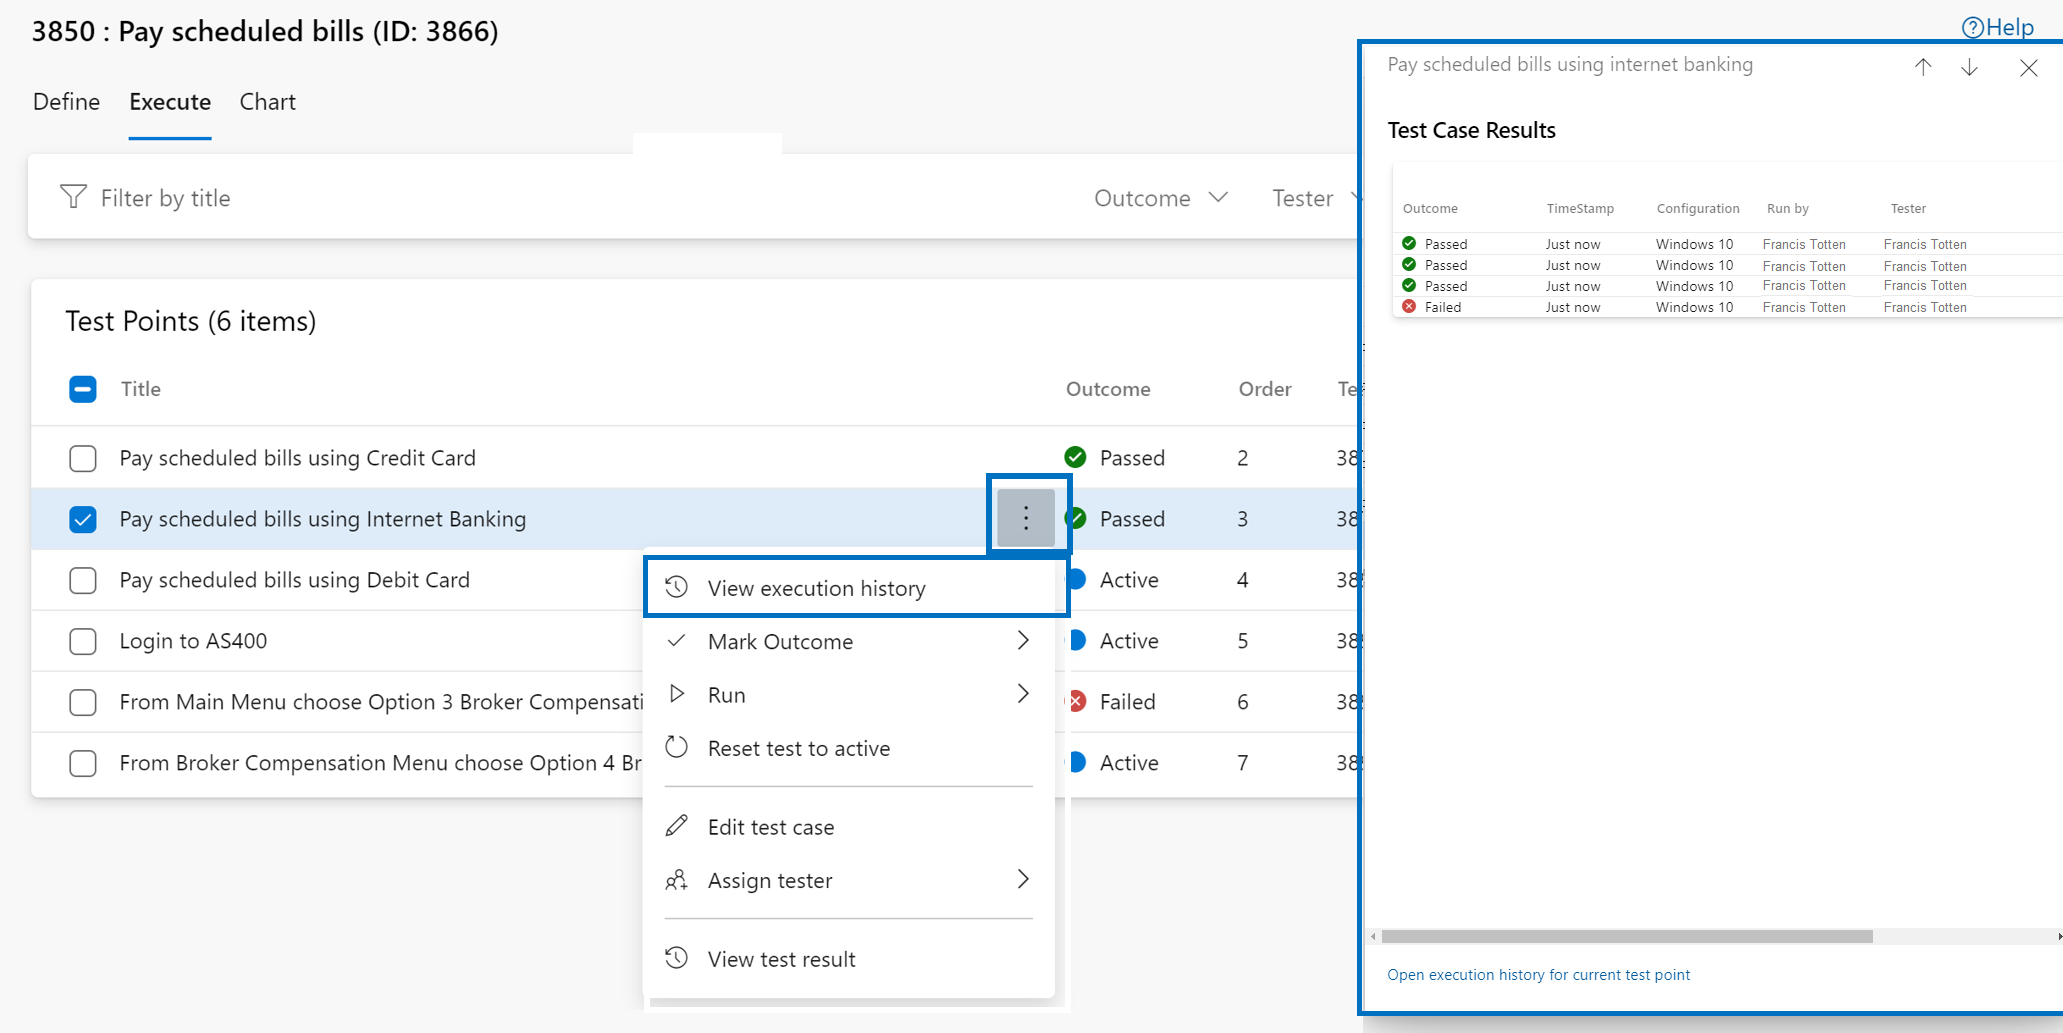 3850 : Pay scheduled bills (ID: 3866)
Help
Define Execute Chart
Filter by title
Outcome Tester
Test Points (6 items)
Title Outcome Order
Pay scheduled bills using Credit Card Passed 2
Pay scheduled bills using Internet Banking Passed 3
Pay scheduled bills using Debit Card Active 4
Login to AS400 Active 5
From Main Menu choose Option 3 Broker Compensati Failed 6
From Broker Compensation Menu choose Option 4 Br Active 7
View execution history
Mark Outcome
Run
Reset test to active
Edit test case
Assign tester
View test result
Pay scheduled bills using internet banking
Test Case Results
Outcome TimeStamp Configuration Run by Tester
Passed Just now Windows 10 Francis Totten Francis Totten
Passed Just now Windows 10 Francis Totten Francis Totten
Passed Just now Windows 10 Francis Totten Francis Totten
Failed Just now Windows 10 Francis Totten Francis Totten
Open execution history for current test point